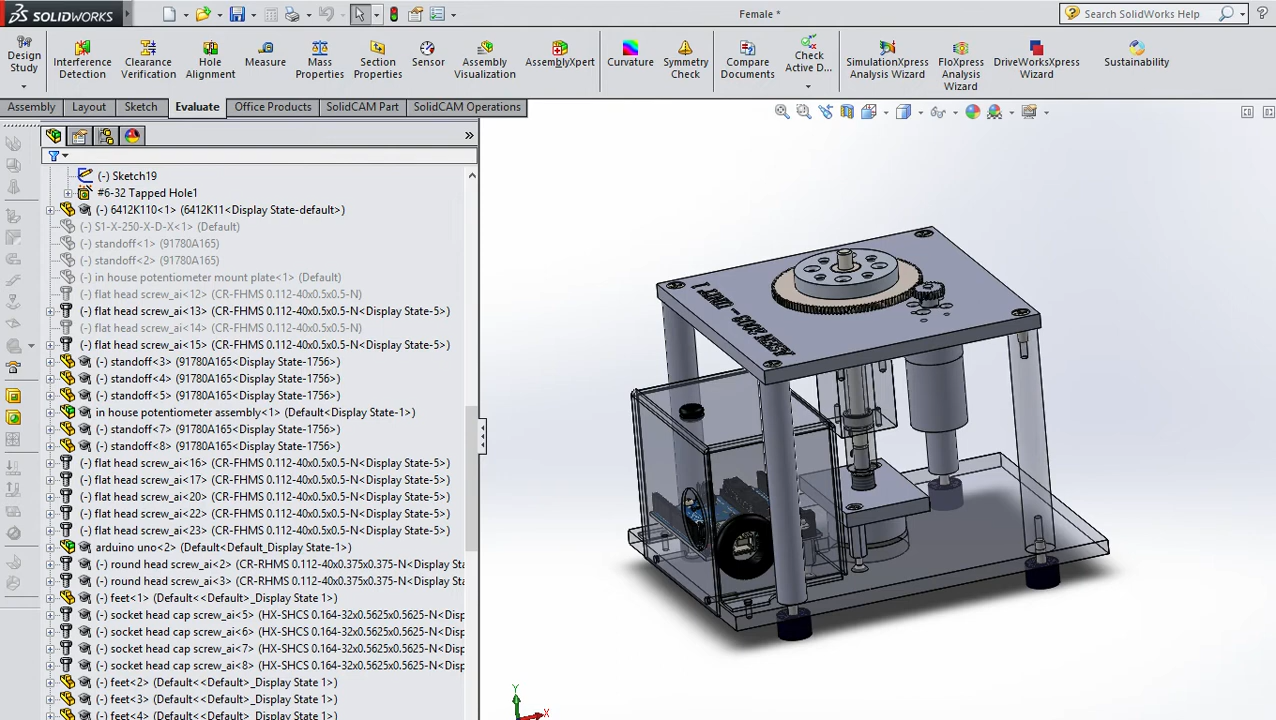 SOLIDWORKS
Female *
Search SolidWorks Help
Design Study
Interference Detection
Clearance Verification
Hole Alignment
Measure
Mass Properties
Section Properties
Sensor
Assembly Visualization
AssemblyXpert
Curvature
Symmetry Check
Compare Documents
Check Active D...
SimulationXpress Analysis Wizard
FloXpress Analysis Wizard
DriveWorksXpress Wizard
Sustainability
Assembly
Layout
Sketch
Evaluate
Office Products
SolidCAM Part
SolidCAM Operations
(-) Sketch19
#6-32 Tapped Hole1
(-) 6412K110<1> (6412K11<Display State-default>)
(-) S1-X-250-X-D-X<1> (Default)
(-) standoff<1> (91780A165)
(-) standoff<2> (91780A165)
(-) in house potentiometer mount plate<1> (Default)
(-) flat head screw_ai<12> (CR-FHMS 0.112-40x0.5x0.5-N)
(-) flat head screw_ai<13> (CR-FHMS 0.112-40x0.5x0.5-N<Display State-5>)
(-) flat head screw_ai<14> (CR-FHMS 0.112-40x0.5x0.5-N)
(-) flat head screw_ai<15> (CR-FHMS 0.112-40x0.5x0.5-N<Display State-5>)
(-) standoff<3> (91780A165<Display State-1756>)
(-) standoff<4> (91780A165<Display State-1756>)
(-) standoff<5> (91780A165<Display State-1756>)
(-) in house potentiometer assembly<1> (Default<Display State-1>)
(-) standoff<7> (91780A165<Display State-1756>)
(-) standoff<8> (91780A165<Display State-1756>)
(-) flat head screw_ai<16> (CR-FHMS 0.112-40x0.5x0.5-N<Display State-5>)
(-) flat head screw_ai<17> (CR-FHMS 0.112-40x0.5x0.5-N<Display State-5>)
(-) flat head screw_ai<20> (CR-FHMS 0.112-40x0.5x0.5-N<Display State-5>)
(-) flat head screw_ai<22> (CR-FHMS 0.112-40x0.5x0.5-N<Display State-5>)
(-) flat head screw_ai<23> (CR-FHMS 0.112-40x0.5x0.5-N<Display State-5>)
arduino uno<2> (Default<Default_Display State-1>)
(-) round head screw_ai<2> (CR-RHMS 0.112-40x0.375x0.375-N<Display Sta
(-) round head screw_ai<3> (CR-RHMS 0.112-40x0.375x0.375-N<Display Sta
(-) feet<1> (Default<<Default>_Display State 1>)
(-) socket head cap screw_ai<5> (HX-SHCS 0.164-32x0.5625x0.5625-N<Disp
(-) socket head cap screw_ai<6> (HX-SHCS 0.164-32x0.5625x0.5625-N<Disp
(-) socket head cap screw_ai<7> (HX-SHCS 0.164-32x0.5625x0.5625-N<Disp
(-) socket head cap screw_ai<8> (HX-SHCS 0.164-32x0.5625x0.5625-N<Disp
(-) feet<2> (Default<<Default>_Display State 1>)
(-) feet<3> (Default<<Default>_Display State 1>)
(-) feet<4> (Default<<Default>_Display State 1>)
Y
X